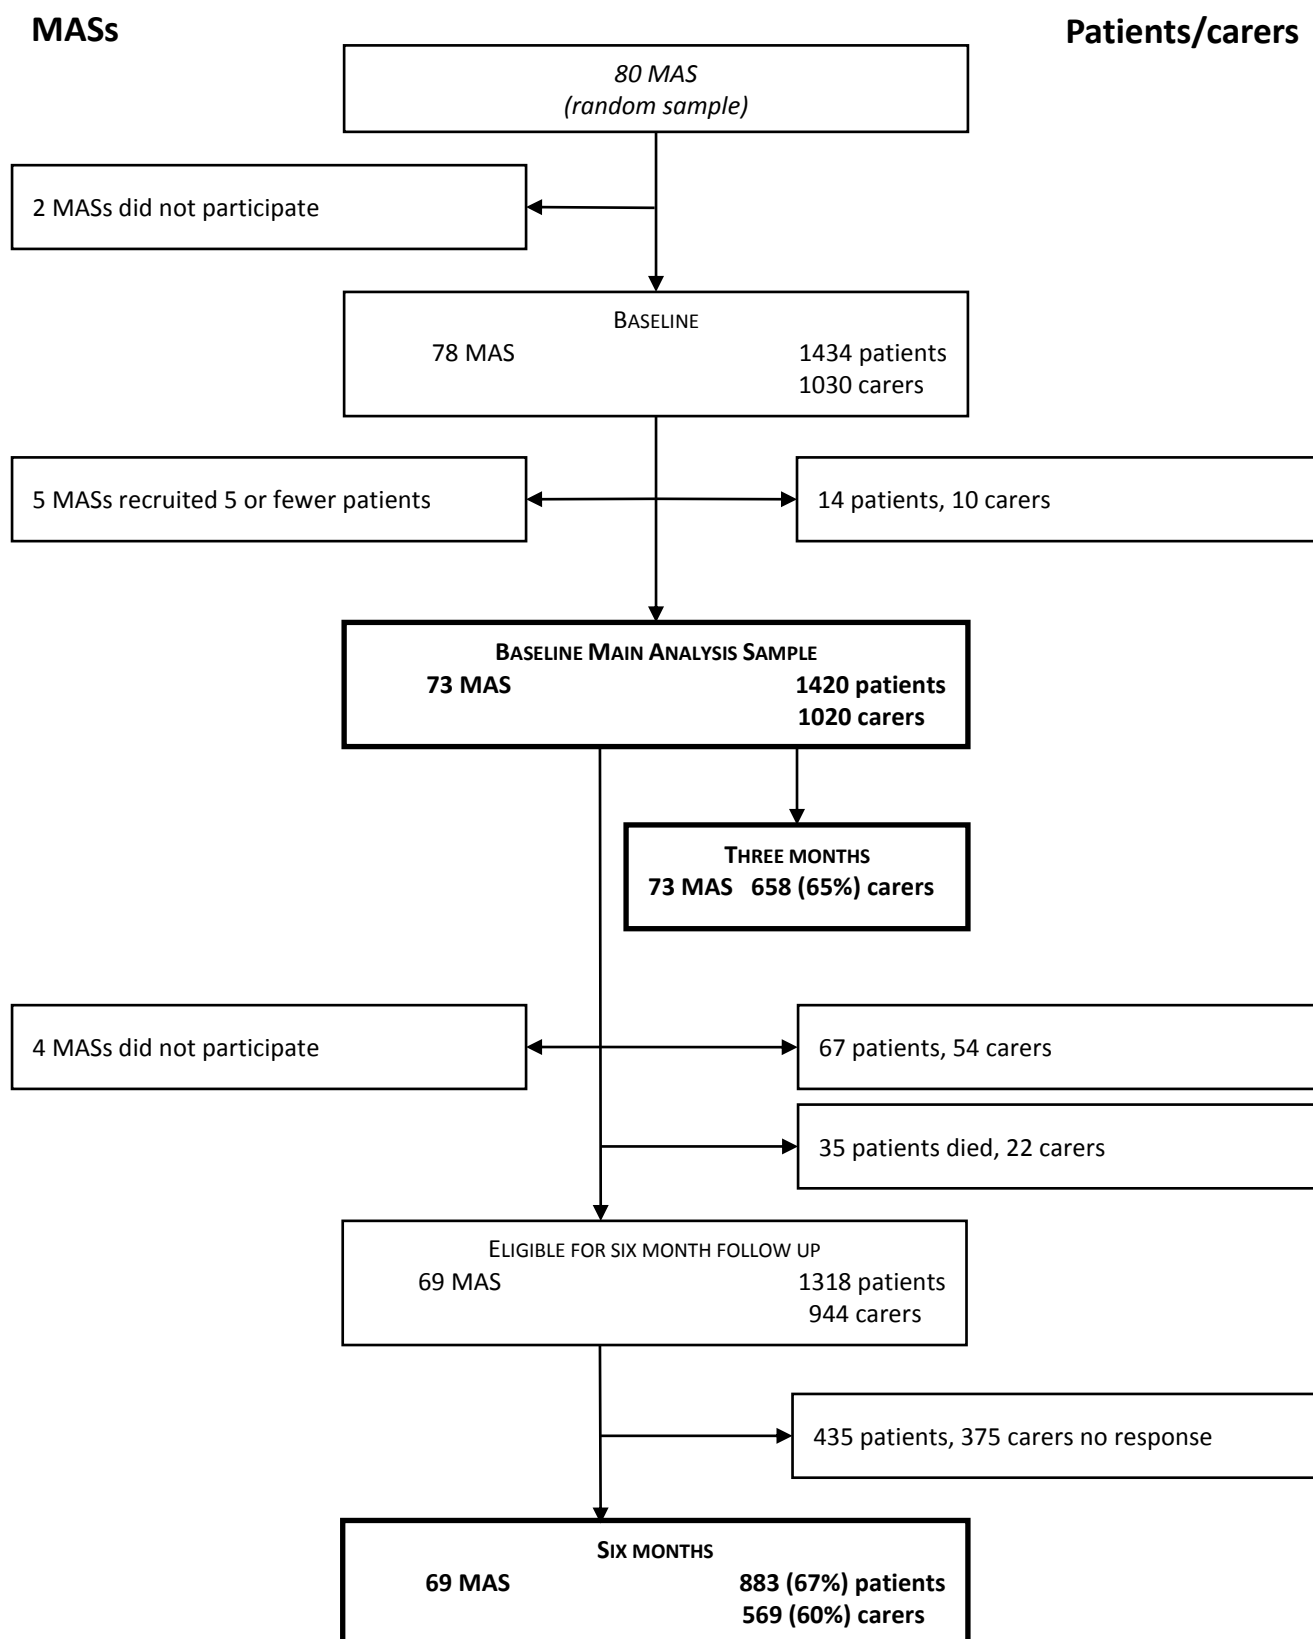 MASs
Patients/carers
80 MAS
(random sample)
2 MASs did not participate
BASELINE
78 MAS 1434 patients
1030 carers
5 MASs recruited 5 or fewer patients
14 patients, 10 carers
BASELINE MAIN ANALYSIS SAMPLE
73 MAS 1420 patients
1020 carers
THREE MONTHS
73 MAS 658 (65%) carers
4 MASs did not participate
67 patients, 54 carers
35 patients died, 22 carers
ELIGIBLE FOR SIX MONTH FOLLOW UP
69 MAS 1318 patients
944 carers
435 patients, 375 carers no response
SIX MONTHS
69 MAS 883 (67%) patients
569 (60%) carers